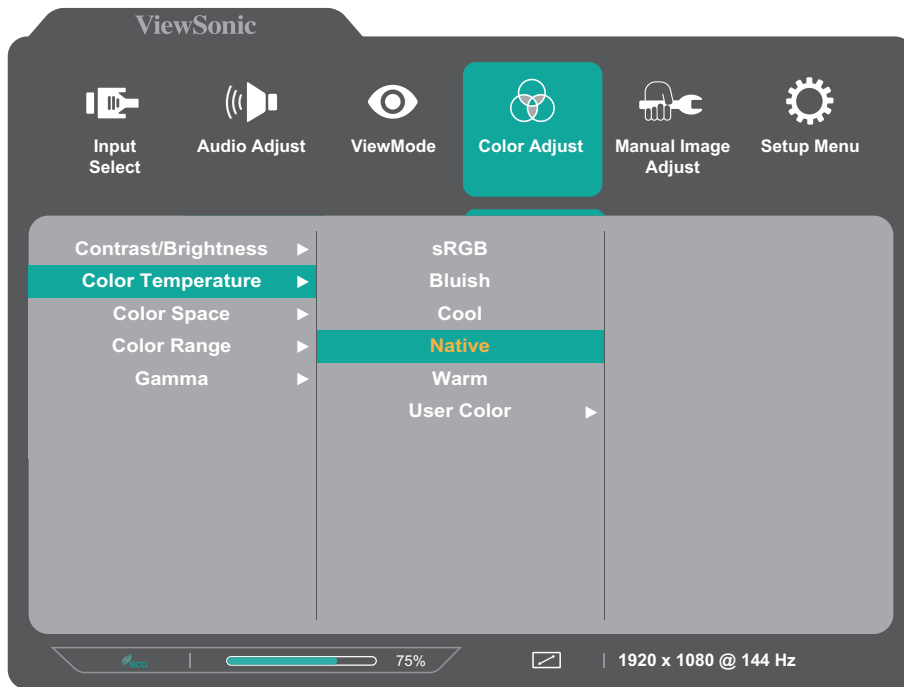 ViewSonic
Input
Select
Audio Adjust
ViewMode
Color Adjust
Manual Image
Adjust
Setup Menu
Contrast/Brightness
Color Temperature
Color Space
Color Range
Gamma
sRGB
Bluish
Cool
Native
Warm
User Color
eco
75%
1920 x 1080 @ 144 Hz